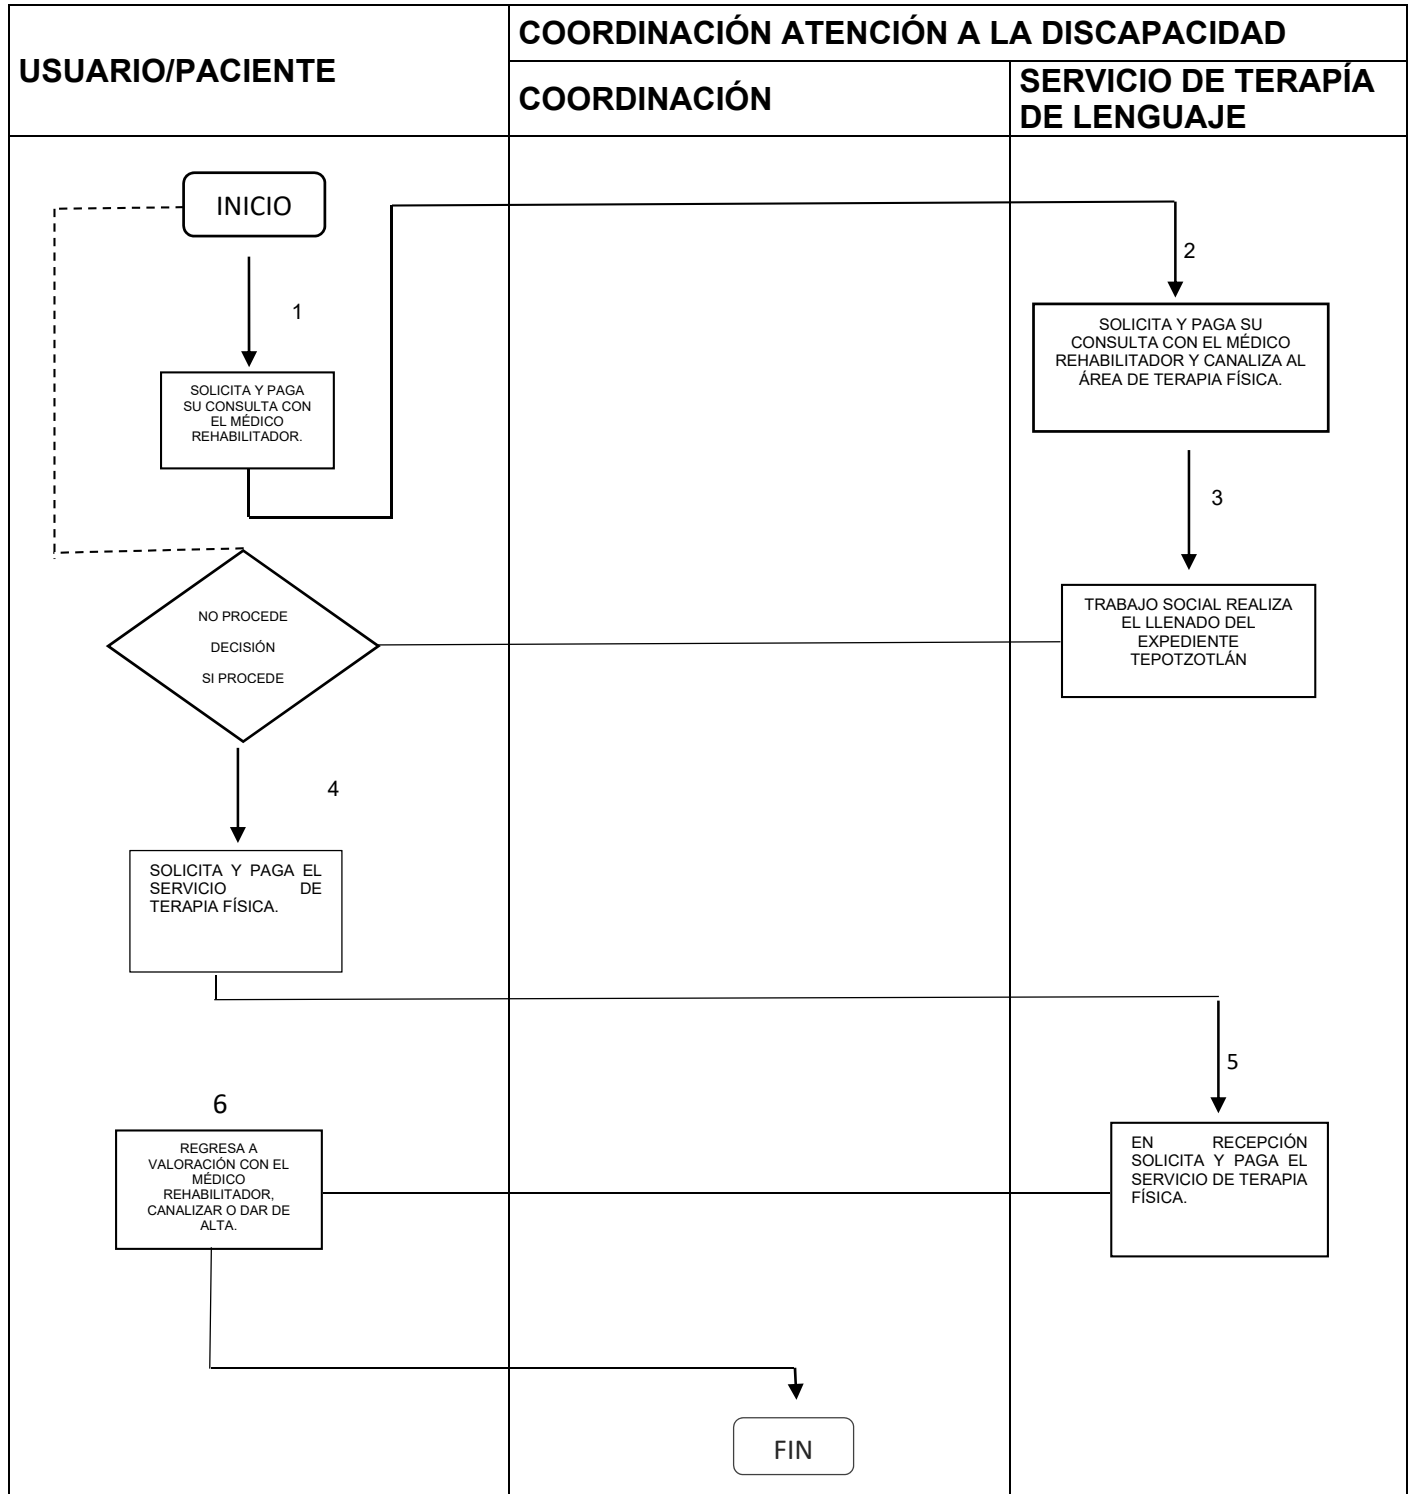 USUARIO/PACIENTE
COORDINACIÓN ATENCIÓN A LA DISCAPACIDAD
COORDINACIÓN
SERVICIO DE TERAPÍA
DE LENGUAJE
INICIO
1
SOLICITA Y PAGA
SU CONSULTA CON
EL MÉDICO
REHABILITADOR.
2
SOLICITA Y PAGA SU
CONSULTA CON EL MÉDICO
REHABILITADOR Y CANALIZA AL
ÁREA DE TERAPIA FÍSICA.
3
TRABAJO SOCIAL REALIZA
EL LLENADO DEL
EXPEDIENTE
TEPOTZOTLÁN
NO PROCEDE
DECISIÓN
SI PROCEDE
4
SOLICITA Y PAGA EL
SERVICIO DE
TERAPIA FÍSICA.
5
EN RECEPCIÓN
SOLICITA Y PAGA EL
SERVICIO DE TERAPIA
FÍSICA.
6
REGRESA A
VALORACIÓN CON EL
MÉDICO
REHABILITADOR,
CANALIZAR O DAR DE
ALTA.
FIN